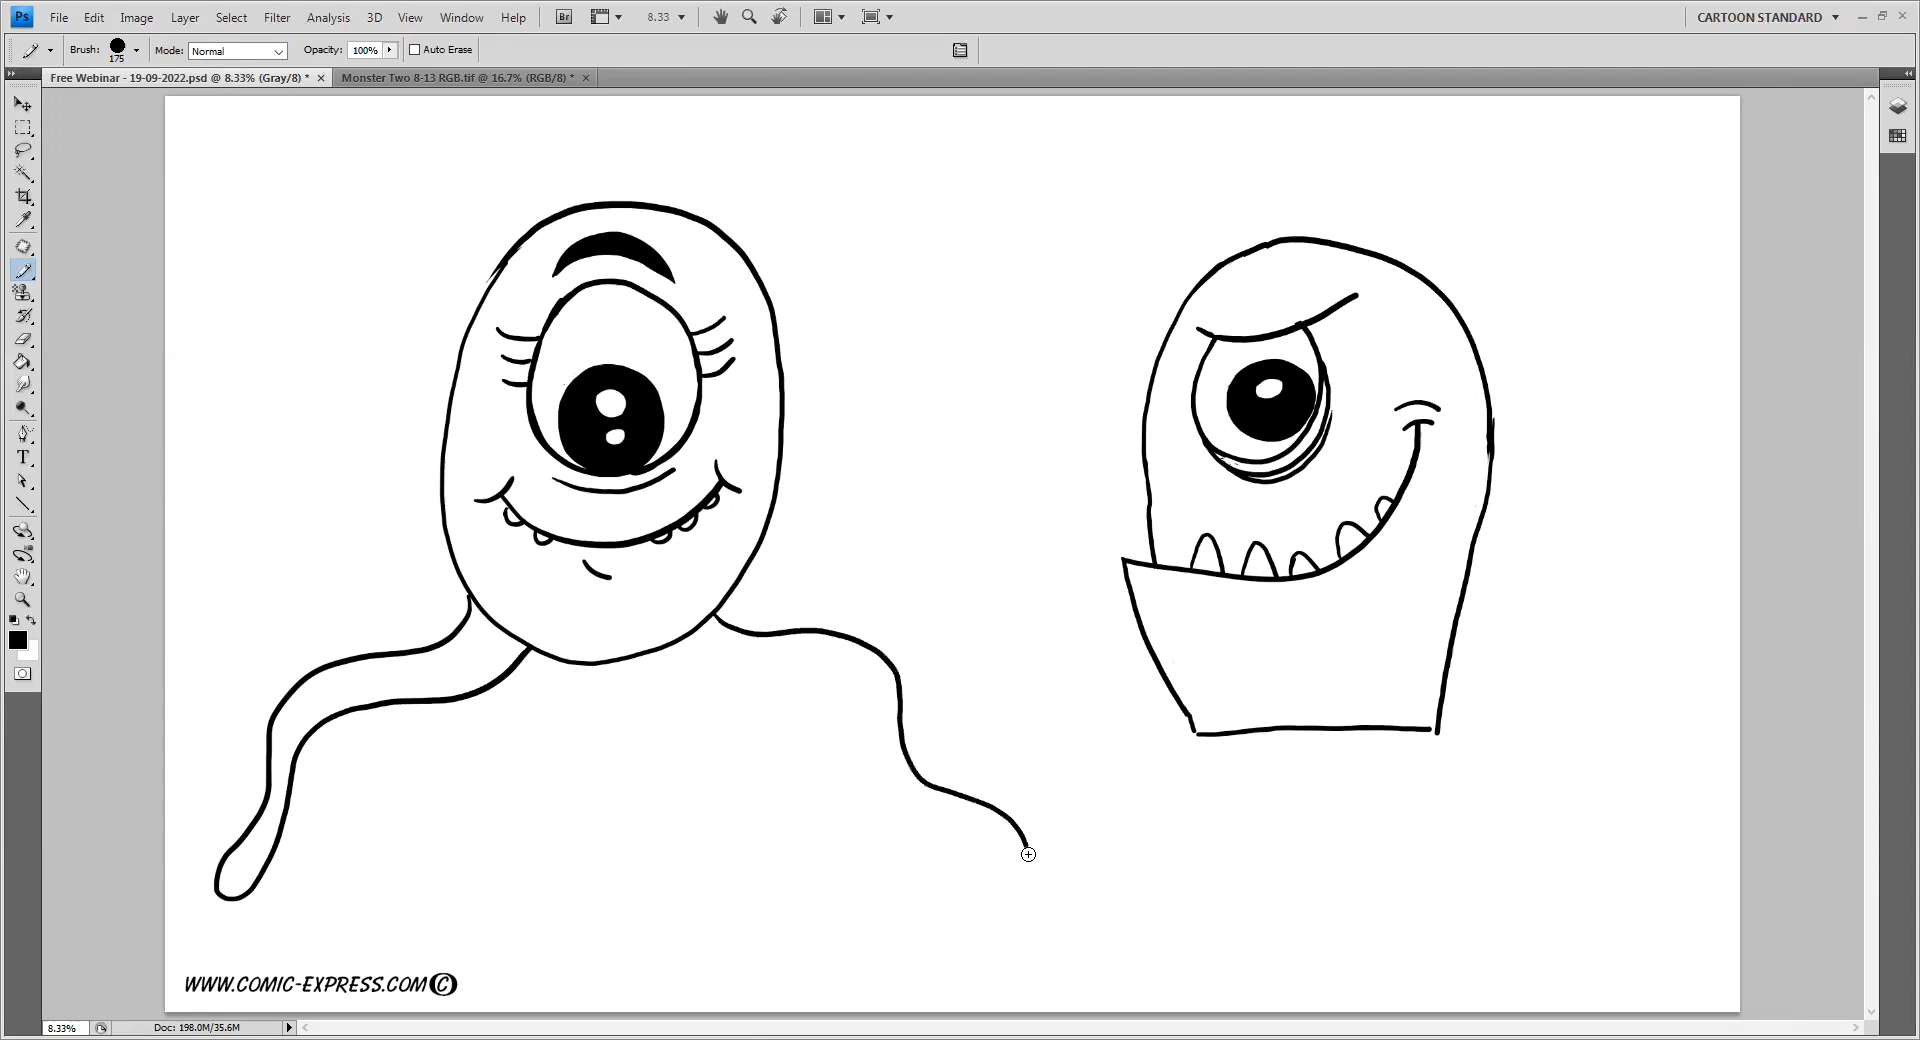 Ps File Edit Image Layer Select Filter Analysis 3D View Window Help Br 8.33 CARTOON STANDARD
Brush: 175 Mode: Normal Opacity: 100% Auto Erase
Free Webinar - 19-09-2022.psd @ 8.33% (Gray/8) * Monster Two 8-13 RGB.tif @ 16.7% (RGB/8) *
T
WWW.COMIC-EXPRESS.COM ©
8.33% Doc: 198.0M/35.6M